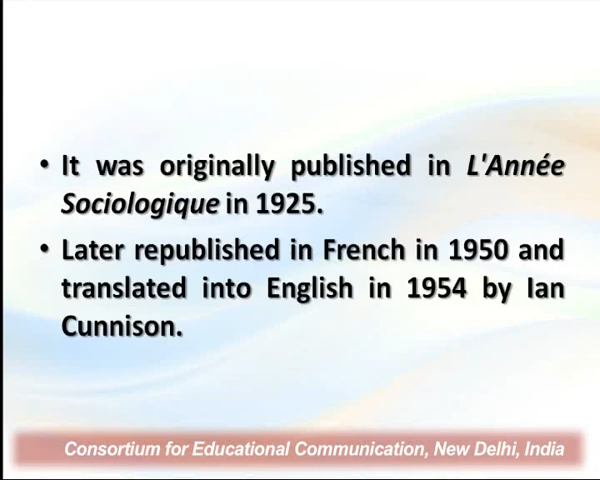 • It was originally published in L'Année
Sociologique in 1925.
• Later republished in French in 1950 and
translated into English in 1954 by Ian
Cunnison.
Consortium for Educational Communication, New Delhi, India